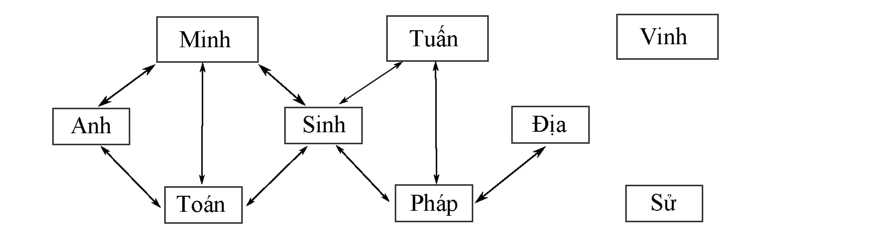 Minh
Tuấn
Vinh
Anh
Sinh
Địa
Toán
Pháp
Sử